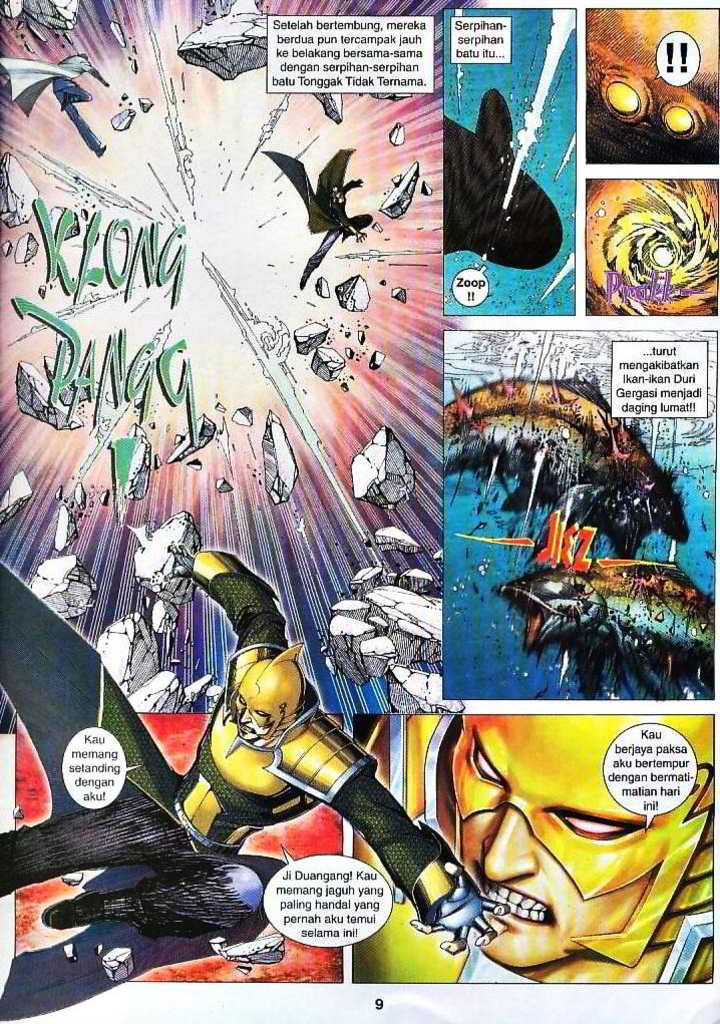 Setelah bertembung, mereka
berdua pun tercampak jauh
ke belakang bersama-sama
dengan serpihan-serpihan
batu Tonggak Tidak Ternama.
Serpihan-
serpihan
batu itu...
!!
KLONG
PANGG
!
Zoop
!!
...turut
mengakibatkan
Ikan-ikan Duri
Gergasi menjadi
daging lumat!!
Kau
memang
setanding
dengan
aku!
Ji Duangang! Kau
memang jaguh yang
paling handal yang
pernah aku temui
selama ini!
Kau
berjaya paksa
aku bertempur
dengan bermati-
matian hari
ini!
9